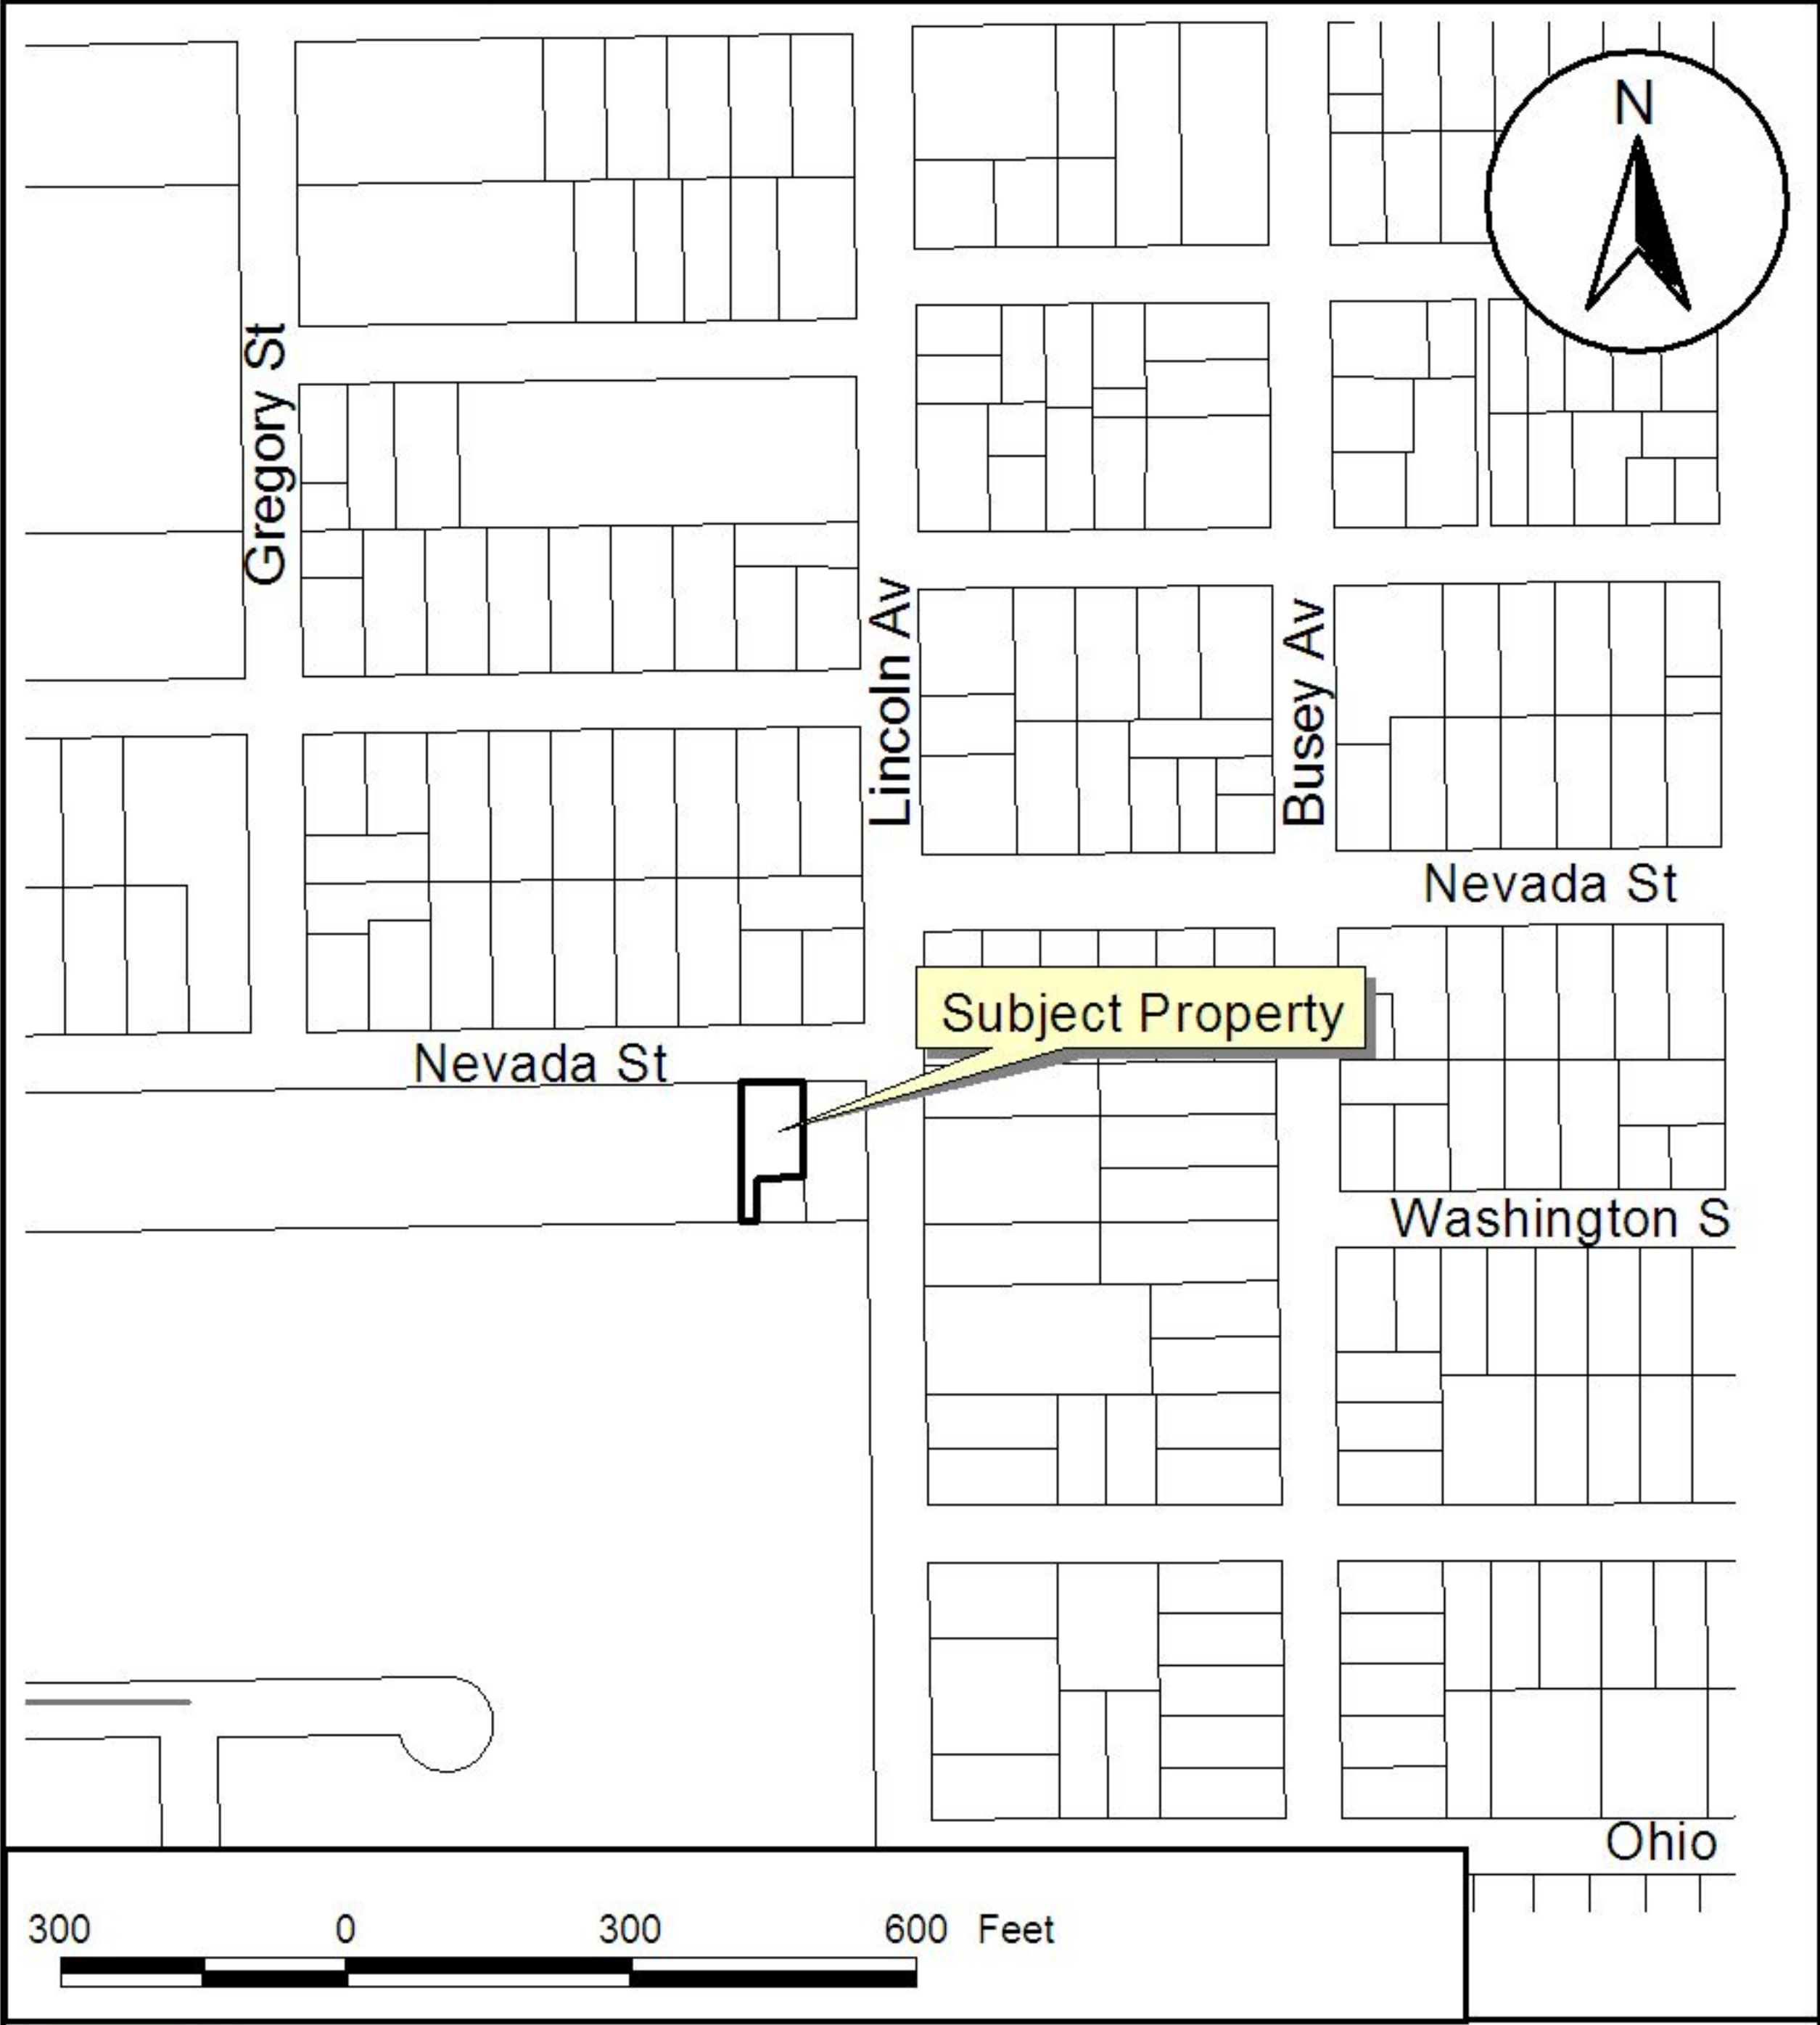 N
Gregory St
Lincoln Av
Busey Av
Nevada St
Subject Property
Nevada St
Washington S
Ohio
300 0 300 600 Feet